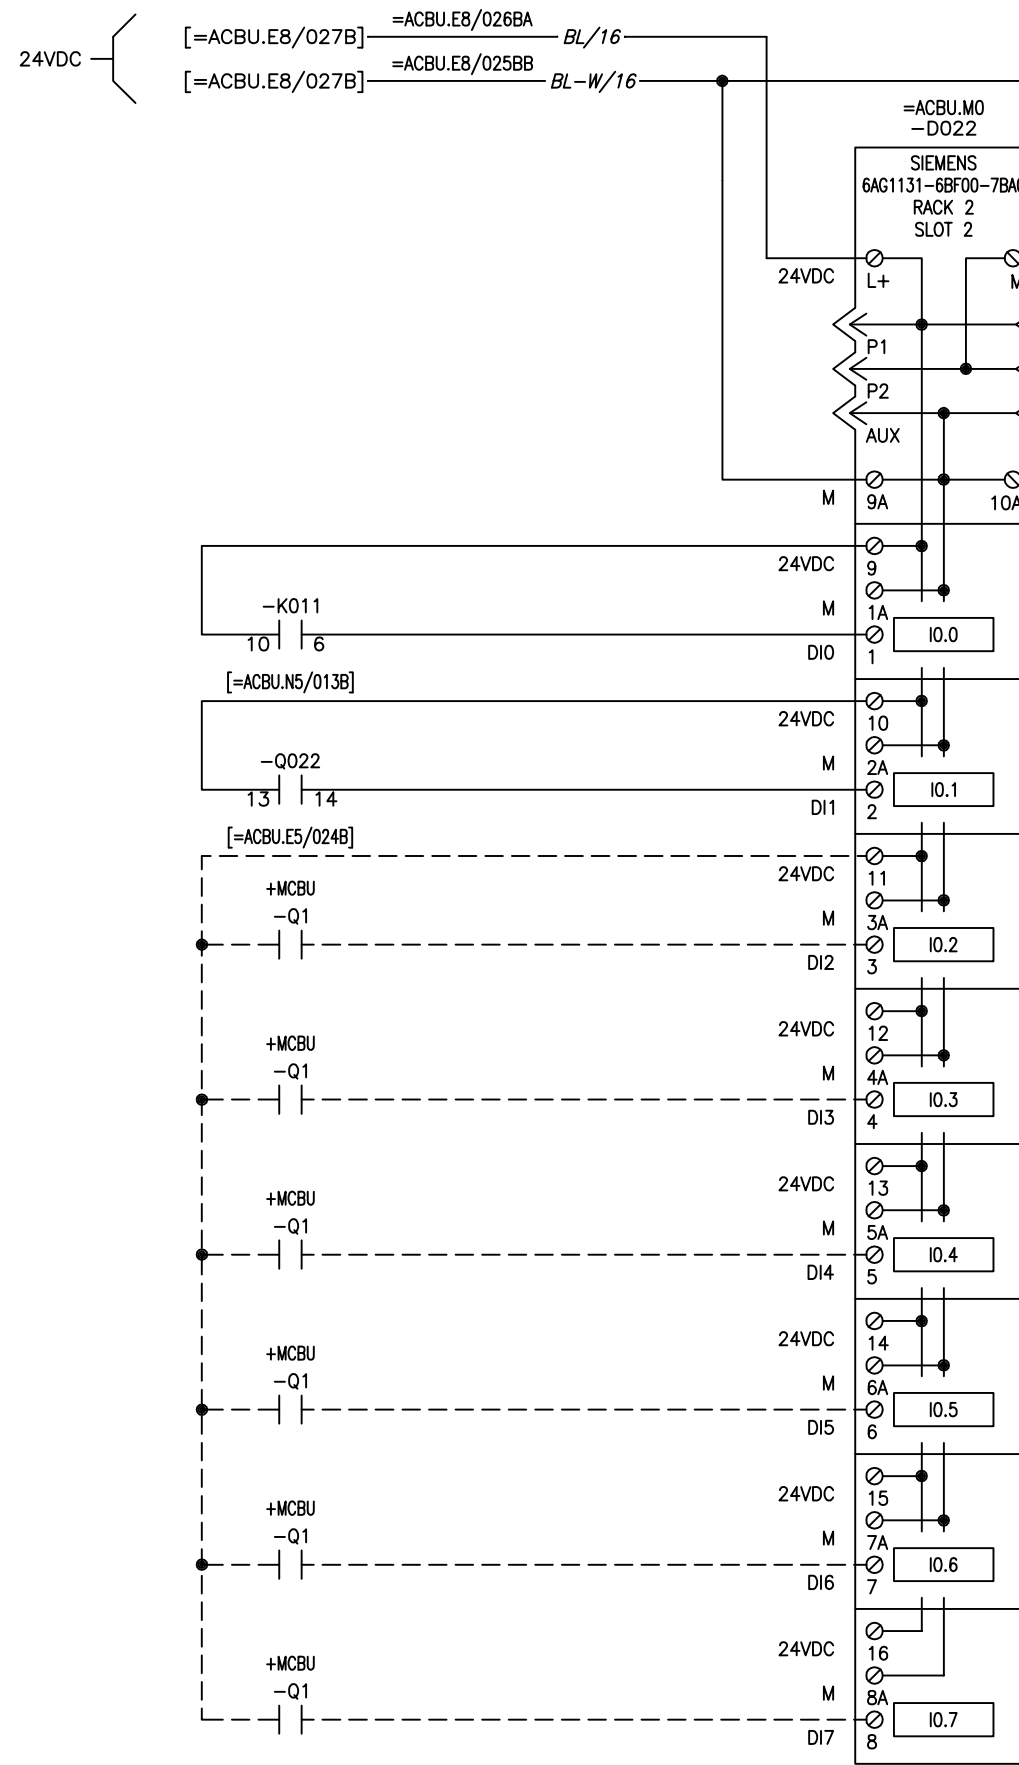 =ACBU.E8/026BA
[=ACBU.E8/027B] BL/16
24VDC
=ACBU.E8/025BB
[=ACBU.E8/027B] BL-W/16
=ACBU.M0
-D022
SIEMENS
6AG1131-6BF00-7BA
RACK 2
SLOT 2
24VDC L+ M
P1
P2
AUX
M 9A 10A
24VDC 9
-K011
M 1A
10 6 DI0 1 I0.0
[=ACBU.N5/013B]
24VDC 10
-Q022
M 2A
13 14 DI1 2 I0.1
[=ACBU.E5/024B]
24VDC 11
+MCBU
-Q1 M 3A
DI2 3 I0.2
24VDC 12
+MCBU
-Q1 M 4A
DI3 4 I0.3
24VDC 13
+MCBU
-Q1 M 5A
DI4 5 I0.4
24VDC 14
+MCBU
-Q1 M 6A
DI5 6 I0.5
24VDC 15
+MCBU
-Q1 M 7A
DI6 7 I0.6
24VDC 16
+MCBU
-Q1 M 8A
DI7 8 I0.7